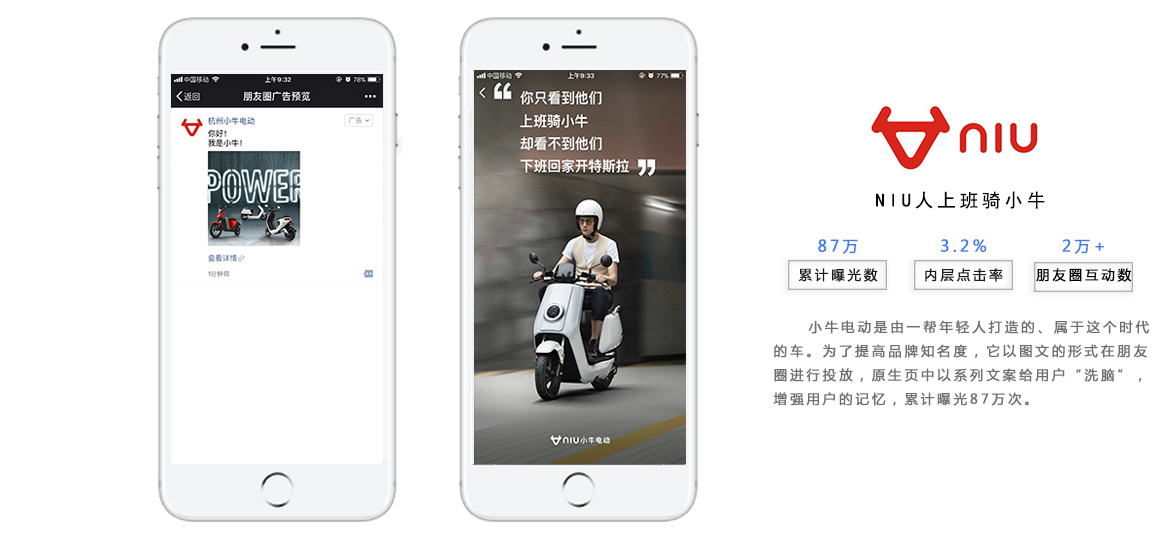 中国移动
上午9:32
78%
返回
朋友圈广告预览
杭州小牛电动
广告
你好!
我是小牛!
POWER
查看详情
1分钟前
中国移动
上午9:33
77%
“
你只看到他们
上班骑小牛
却看不到他们
下班回家开特斯拉 ”
NIU小牛电动
NIU
NIU人上班骑小牛
87万
3.2%
2万+
累计曝光数
内层点击率
朋友圈互动数
小牛电动是由一帮年轻人打造的、属于这个时代
的车。为了提高品牌知名度，它以图文的形式在朋友
圈进行投放，原生页中以系列文案给用户“洗脑”，
增强用户的记忆，累计曝光87万次。